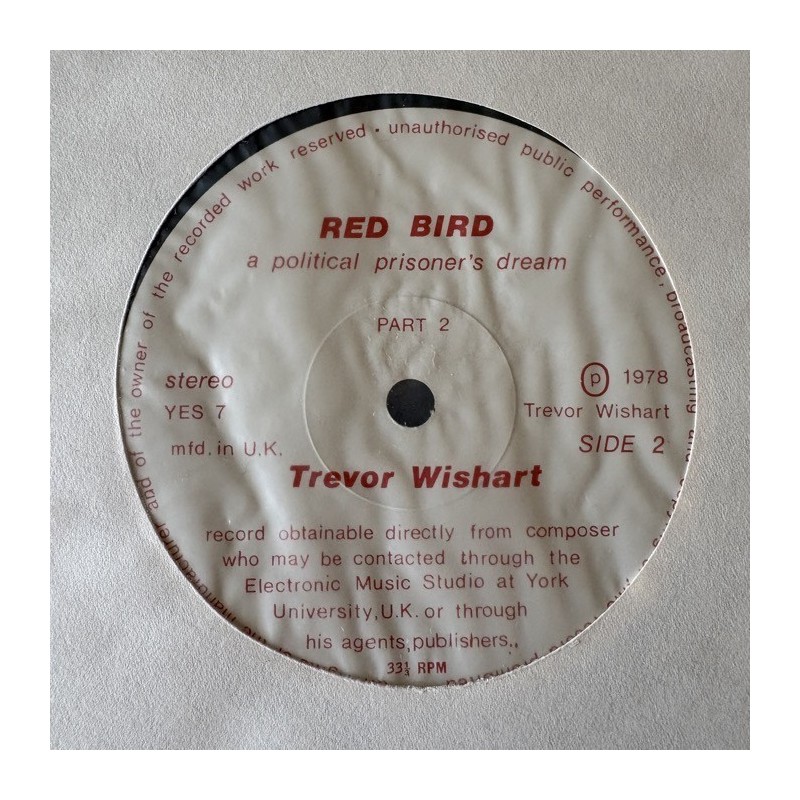 and of the owner of the recorded work reserved · unauthorised public performance, broadcasting
RED BIRD
a political prisoner's dream
PART 2
stereo
YES 7
mfd. in U.K.
℗ 1978
Trevor Wishart
SIDE 2
Trevor Wishart
record obtainable directly from composer
who may be contacted through the
Electronic Music Studio at York
University, U.K. or through
his agents, publishers.,
33⅓ RPM